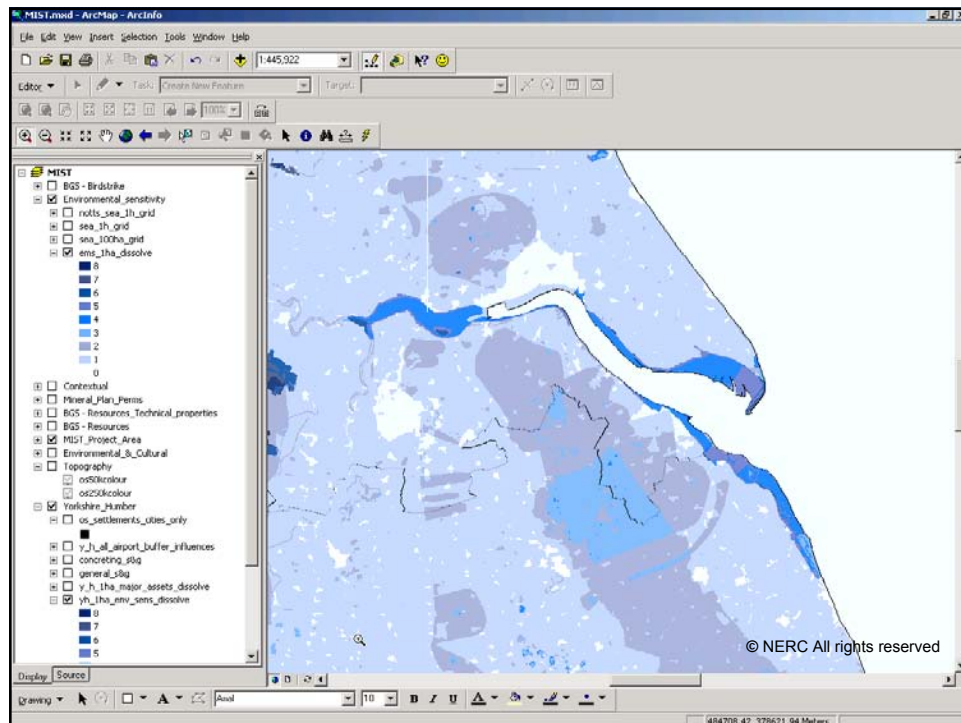 MIST.mxd - ArcMap - ArcInfo
File Edit View Insert Selection Tools Window Help
1:445,922
Editor Task: Create New Feature Target:
100%
MIST
BGS - Birdstrike
Environmental_sensitivity
notts_sea_1h_grid
sea_1h_grid
sea_100ha_grid
ems_1ha_dissolve
8
7
6
5
4
3
2
1
0
Contextual
Mineral_Plan_Perms
BGS - Resources_Technical_properties
BGS - Resources
MIST_Project_Area
Environmental_&_Cultural
Topography
os50kcolour
os250kcolour
Yorkshire_Humber
os_settlements_cities_only
y_h_all_airport_buffer_influences
concreting_s&g
general_s&g
y_h_1ha_major_assets_dissolve
yh_1ha_env_sens_dissolve
8
7
6
5
© NERC All rights reserved
Display Source
Drawing A Arial 10 B I U A
484708.42 378621.94 Meters